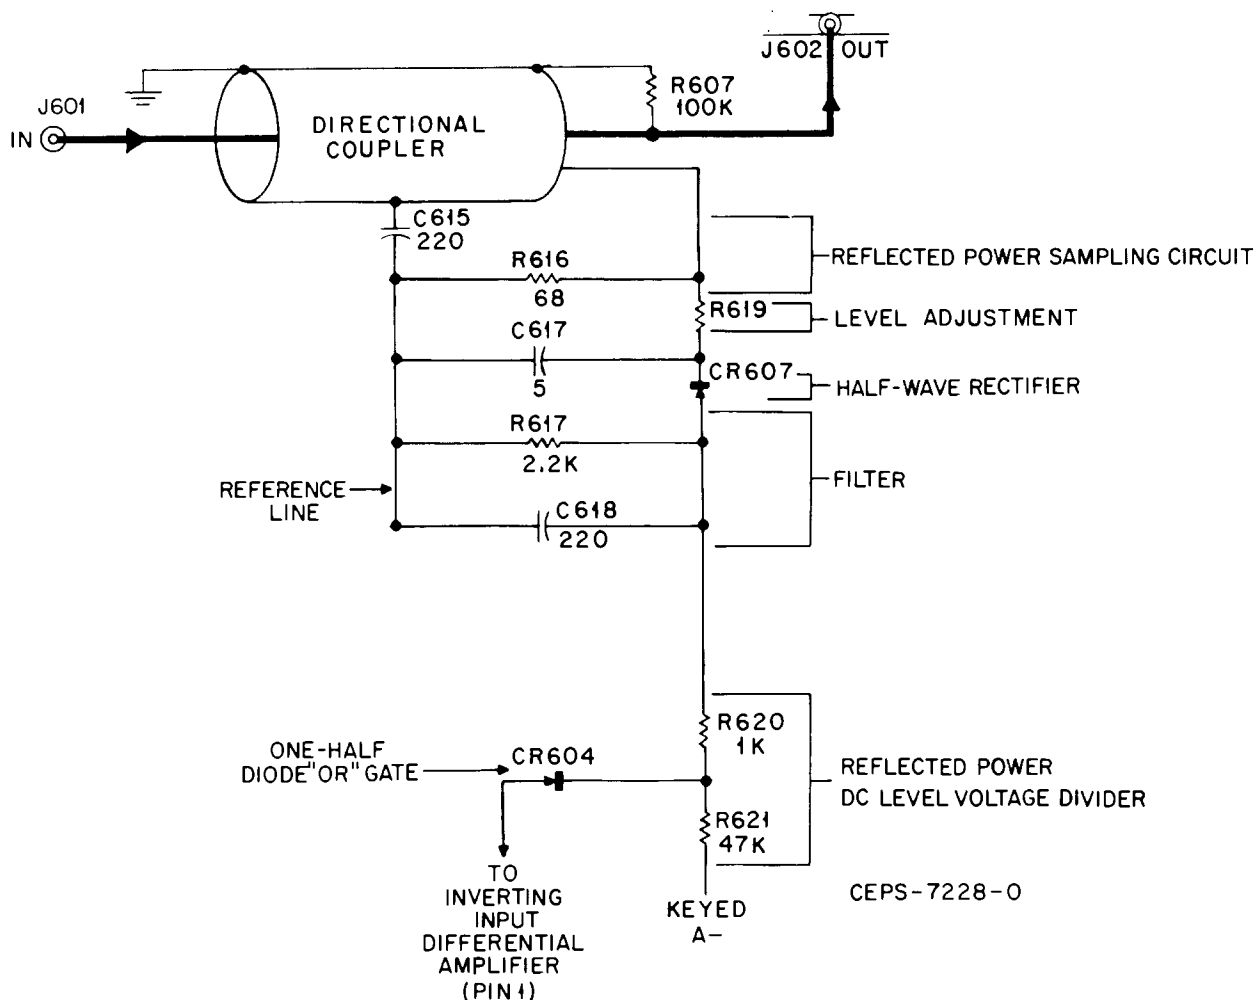 J602 OUT
R607
100K
J601
IN
DIRECTIONAL
COUPLER
C615
220
REFLECTED POWER SAMPLING CIRCUIT
R616
68
R619
LEVEL ADJUSTMENT
C617
5
CR607
HALF-WAVE RECTIFIER
R617
2.2K
FILTER
REFERENCE
LINE
C618
220
R620
1K
ONE-HALF
DIODE"OR"GATE
CR604
REFLECTED POWER
DC LEVEL VOLTAGE DIVIDER
R621
47K
TO
INVERTING
INPUT
DIFFERENTIAL
AMPLIFIER
(PIN1)
KEYED
A-
CEPS-7228-0